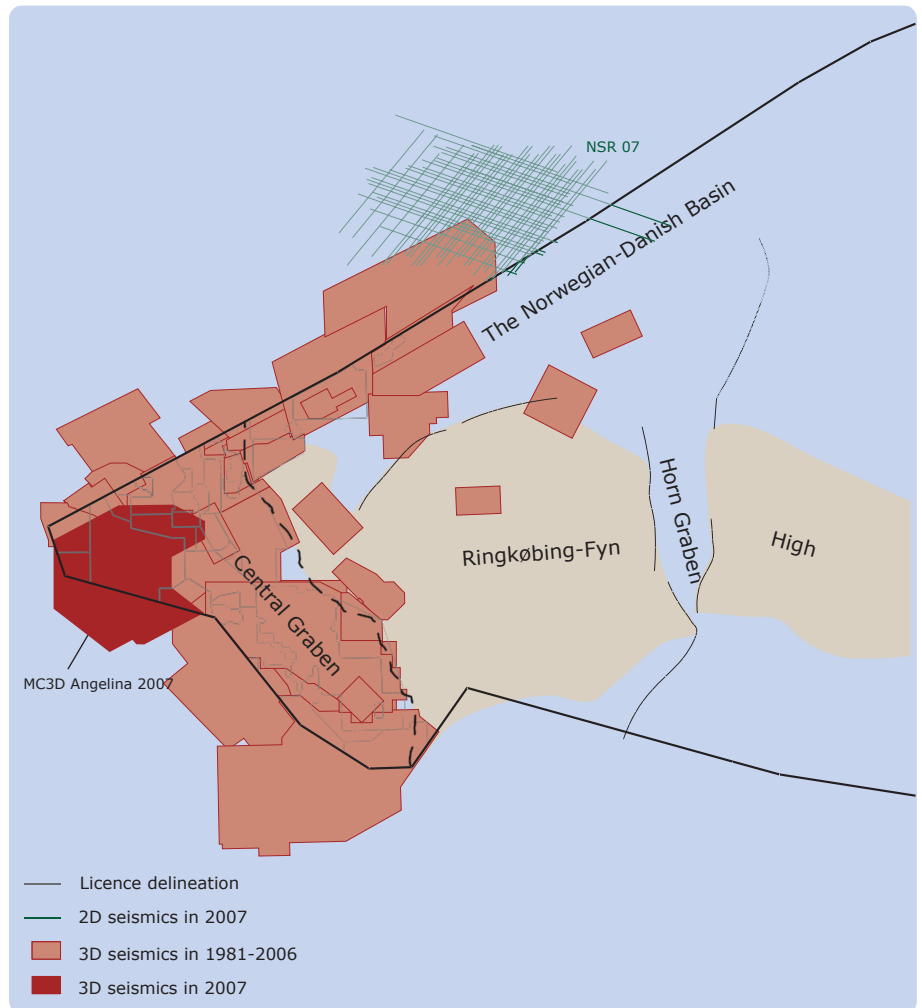 NSR 07
The Norwegian-Danish Basin
Horn Graben
Ringkøbing-Fyn
High
Central Graben
MC3D Angelina 2007
Licence delineation
2D seismics in 2007
3D seismics in 1981-2006
3D seismics in 2007